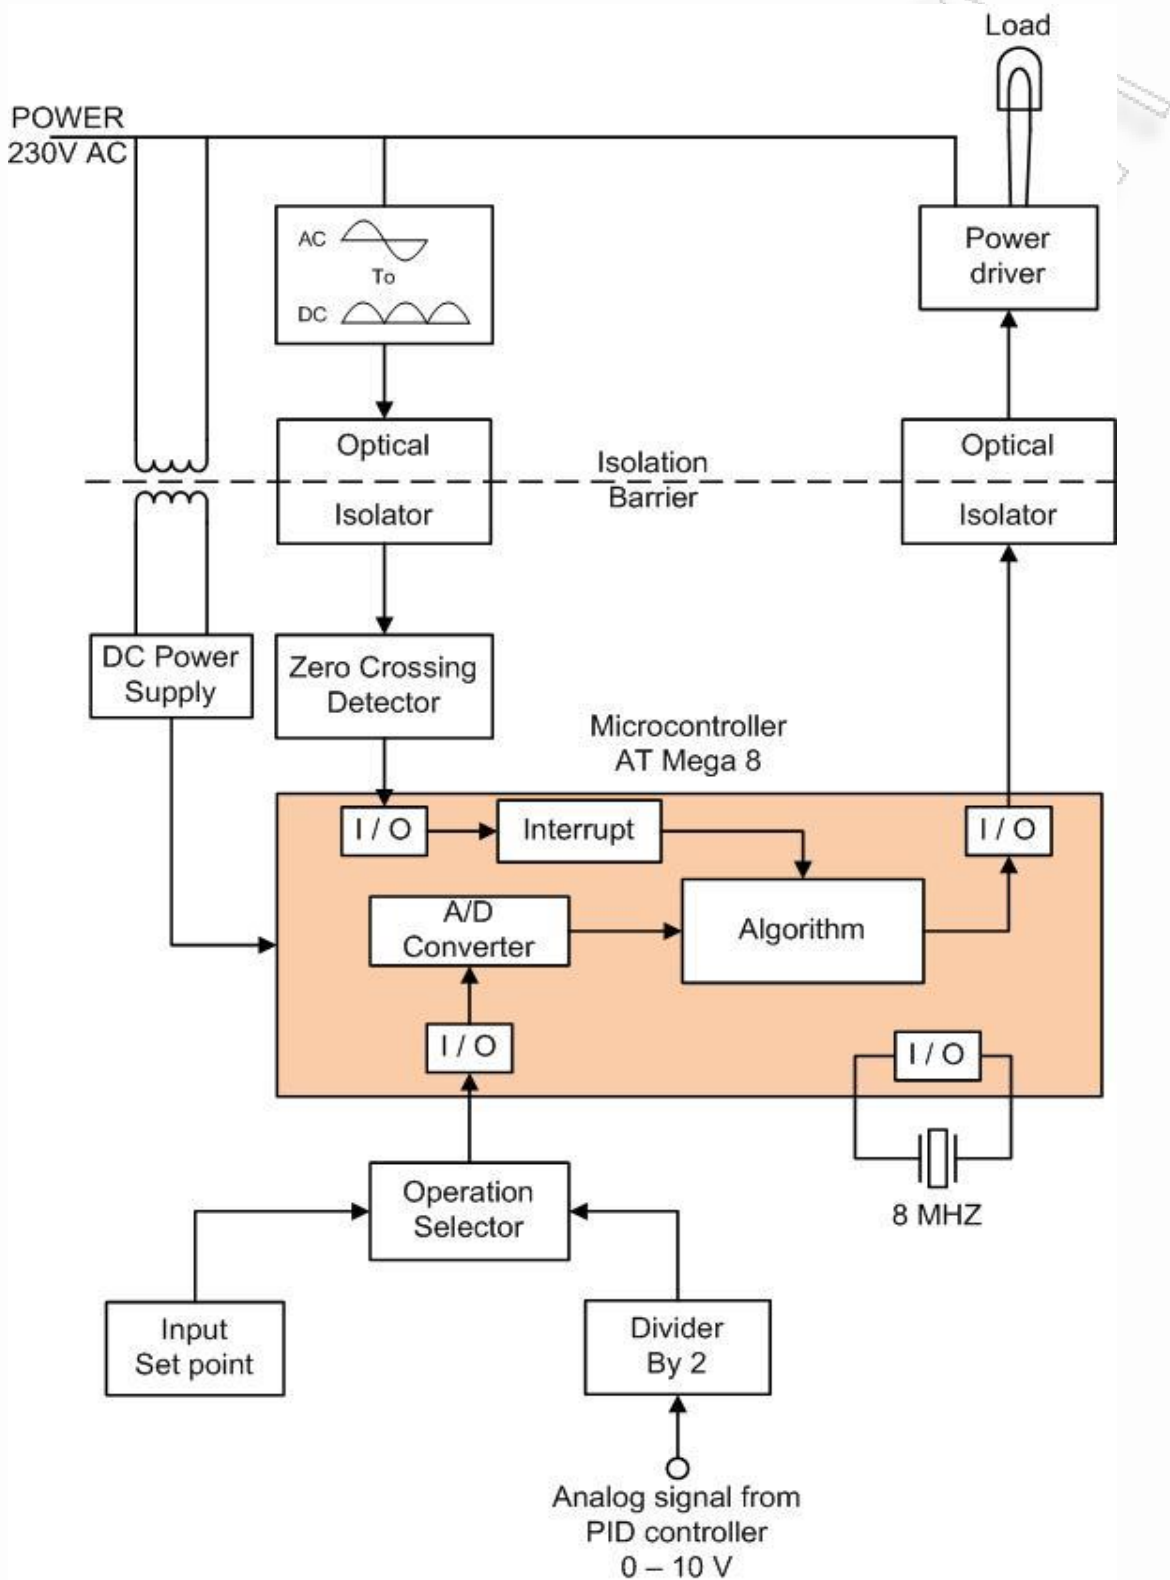 Load
POWER
230V AC
AC
To
DC
Power
driver
Optical
Isolator
Isolation
Barrier
Optical
Isolator
DC Power
Supply
Zero Crossing
Detector
Microcontroller
AT Mega 8
I / O
Interrupt
I / O
A/D
Converter
Algorithm
I / O
I / O
Operation
Selector
8 MHZ
Input
Set point
Divider
By 2
Analog signal from
PID controller
0 – 10 V